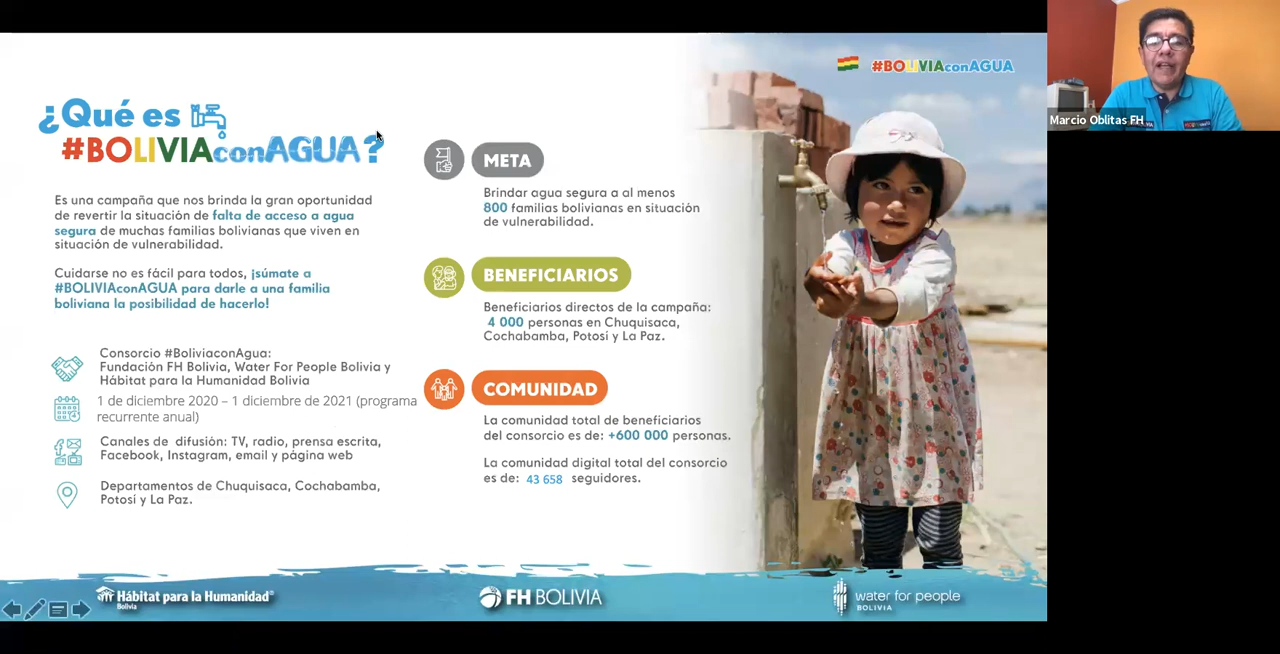 #BOLIVIAconAGUA
Marcio Oblitas FH
¿Qué es
#BOLIVIAconAGUA?
Es una campaña que nos brinda la gran oportunidad
de revertir la situación de falta de acceso a agua
segura de muchas familias bolivianas que viven en
situación de vulnerabilidad.
Cuidarse no es fácil para todos, ¡súmate a
#BOLIVIAconAGUA para darle a una familia
boliviana la posibilidad de hacerlo!
Consorcio #BoliviaconAgua:
Fundación FH Bolivia, Water For People Bolivia y
Hábitat para la Humanidad Bolivia
1 de diciembre 2020 – 1 diciembre de 2021 (programa
recurrente anual)
Canales de difusión: TV, radio, prensa escrita,
Facebook, Instagram, email y página web
Departamentos de Chuquisaca, Cochabamba,
Potosí y La Paz.
META
Brindar agua segura a al menos
800 familias bolivianas en situación
de vulnerabilidad.
BENEFICIARIOS
Beneficiarios directos de la campaña:
4 000 personas en Chuquisaca,
Cochabamba, Potosí y La Paz.
COMUNIDAD
La comunidad total de beneficiarios
del consorcio es de: +600 000 personas.
La comunidad digital total del consorcio
es de: 43 658 seguidores.
Hábitat para la Humanidad®
Bolivia
FH BOLIVIA
water for people
BOLIVIA